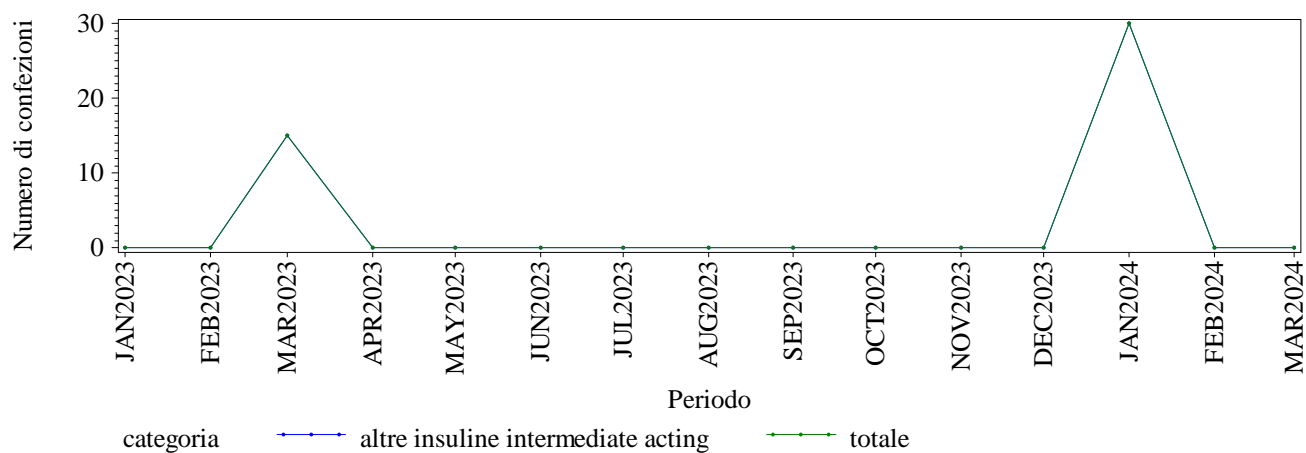 Numero di confezioni
30
20
10
0
JAN2023
FEB2023
MAR2023
APR2023
MAY2023
JUN2023
JUL2023
AUG2023
SEP2023
OCT2023
NOV2023
DEC2023
JAN2024
FEB2024
MAR2024
Periodo
categoria altre insuline intermediate acting totale